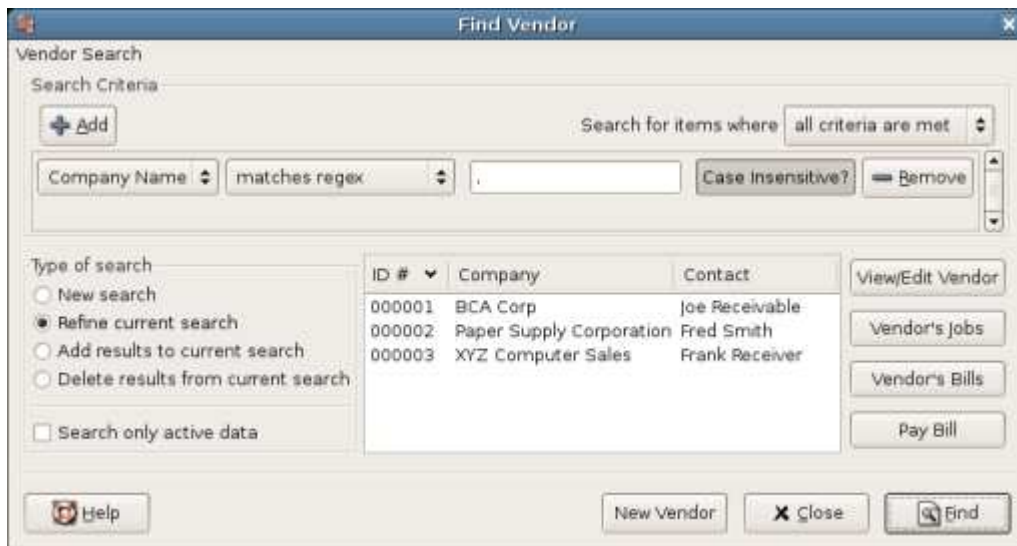 Find Vendor
Vendor Search
Search Criteria
Add
Search for items where all criteria are met
Company Name matches regex . Case Insensitive? Remove
Type of search
New search
Refine current search
Add results to current search
Delete results from current search
Search only active data
ID # Company Contact
000001 BCA Corp Joe Receivable
000002 Paper Supply Corporation Fred Smith
000003 XYZ Computer Sales Frank Receiver
View/Edit Vendor
Vendor's Jobs
Vendor's Bills
Pay Bill
Help New Vendor Close Find